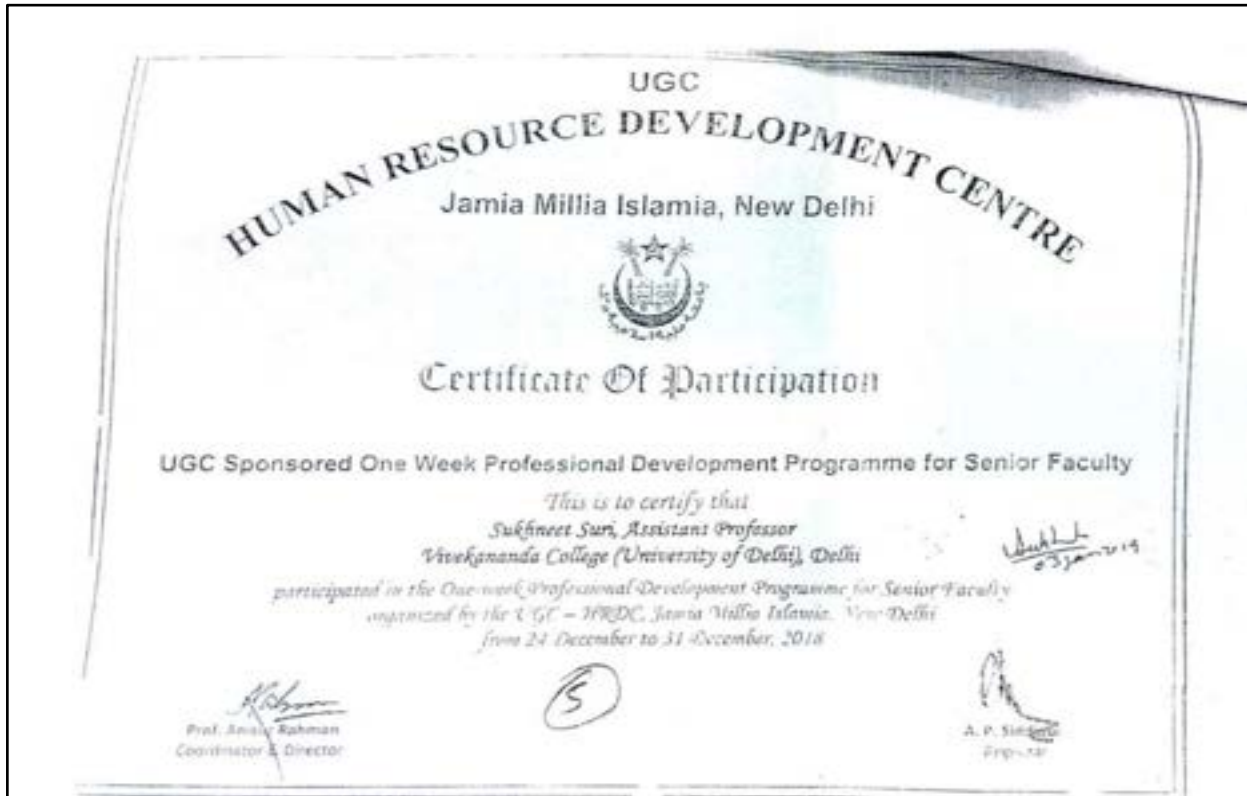 UGC
HUMAN RESOURCE DEVELOPMENT CENTRE
Jamia Millia Islamia, New Delhi
Certificate Of Participation
UGC Sponsored One Week Professional Development Programme for Senior Faculty
This is to certify that
Sukhneet Suri, Assistant Professor
Vivekananda College (University of Delhi), Delhi
participated in the One-week Professional Development Programme for Senior Faculty
organized by the UGC – HRDC, Jamia Millia Islamia, New Delhi
from 24 December to 31 December, 2018
5
Prof. Anisur Rahman
Coordinator & Director
A. P.